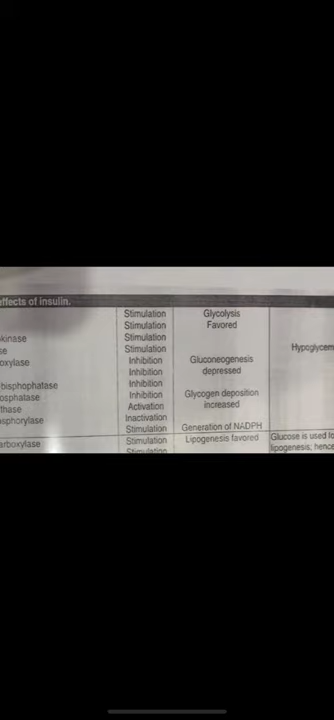 effects of insulin.
Stimulation Glycolysis
Stimulation Favored
kinase Stimulation
se Stimulation Hypoglycem
oxylase Inhibition Gluconeogenesis
Inhibition depressed
bisphophatase Inhibition
osphatase Inhibition Glycogen deposition
thase Activation increased
osphorylase Inactivation
Stimulation Generation of NADPH
arboxylase Stimulation Lipogenesis favored Glucose is used fo
Stimulation lipogenesis; hence